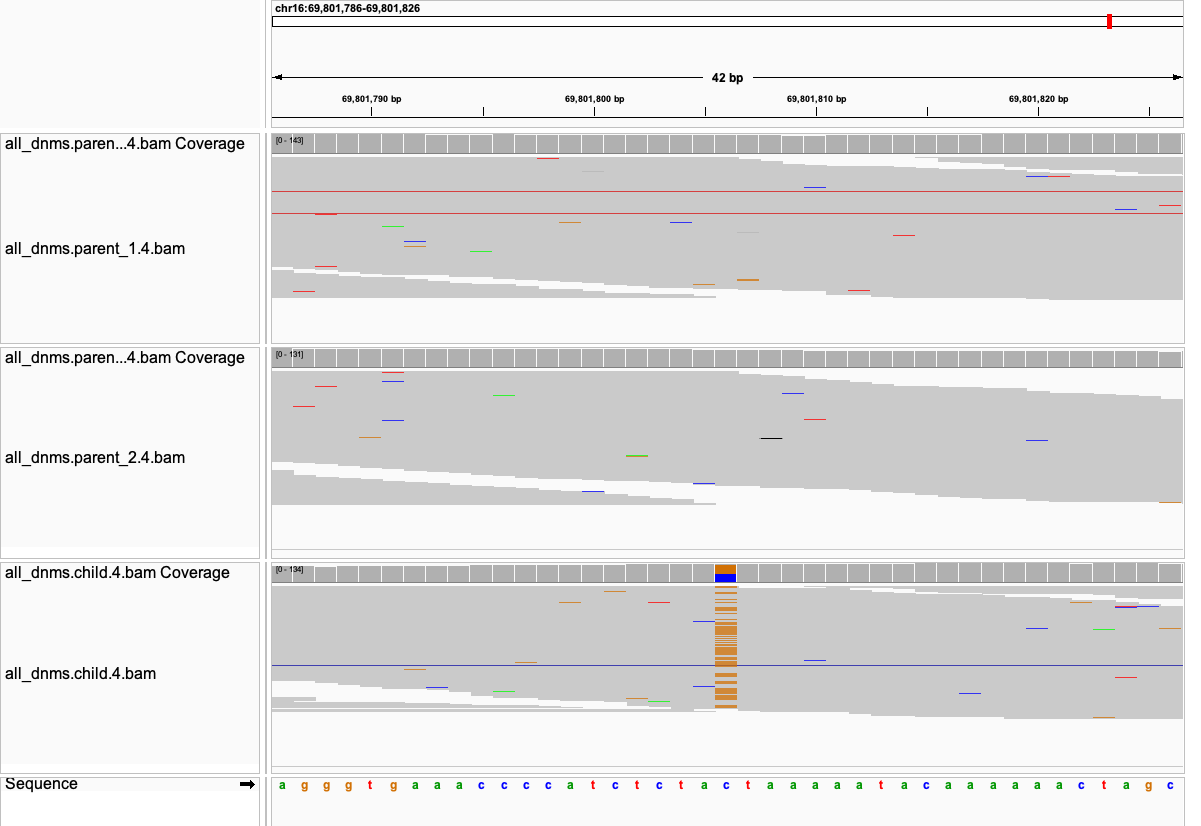 chr16:69,801,786-69,801,826
42 bp
69,801,790 bp 69,801,800 bp 69,801,810 bp 69,801,820 bp
all_dnms.paren...4.bam Coverage [0 - 143]
all_dnms.parent_1.4.bam
all_dnms.paren...4.bam Coverage [0 - 131]
all_dnms.parent_2.4.bam
all_dnms.child.4.bam Coverage [0 - 134]
all_dnms.child.4.bam
Sequence a g g g t g a a a c c c c a t c t c t a c t a a a a a t a c a a a a a a c t a g c